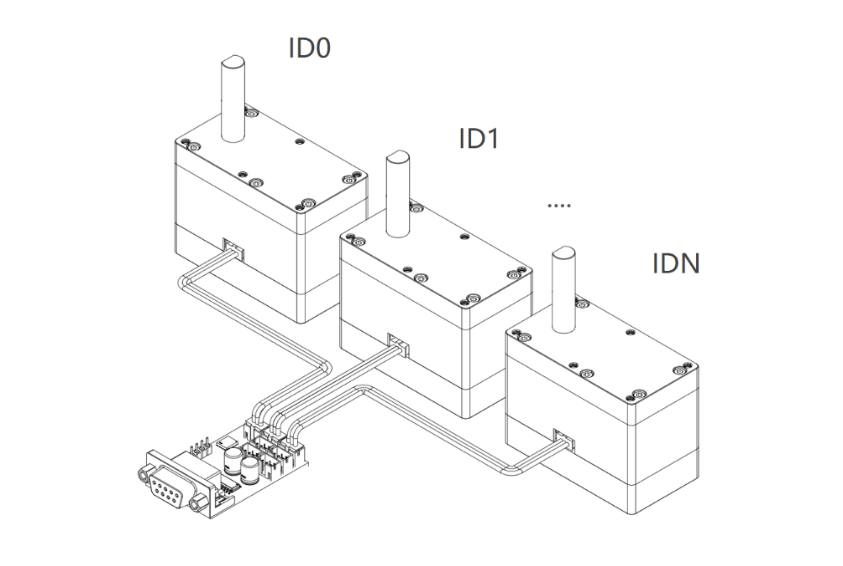 ID0
ID1
....
IDN